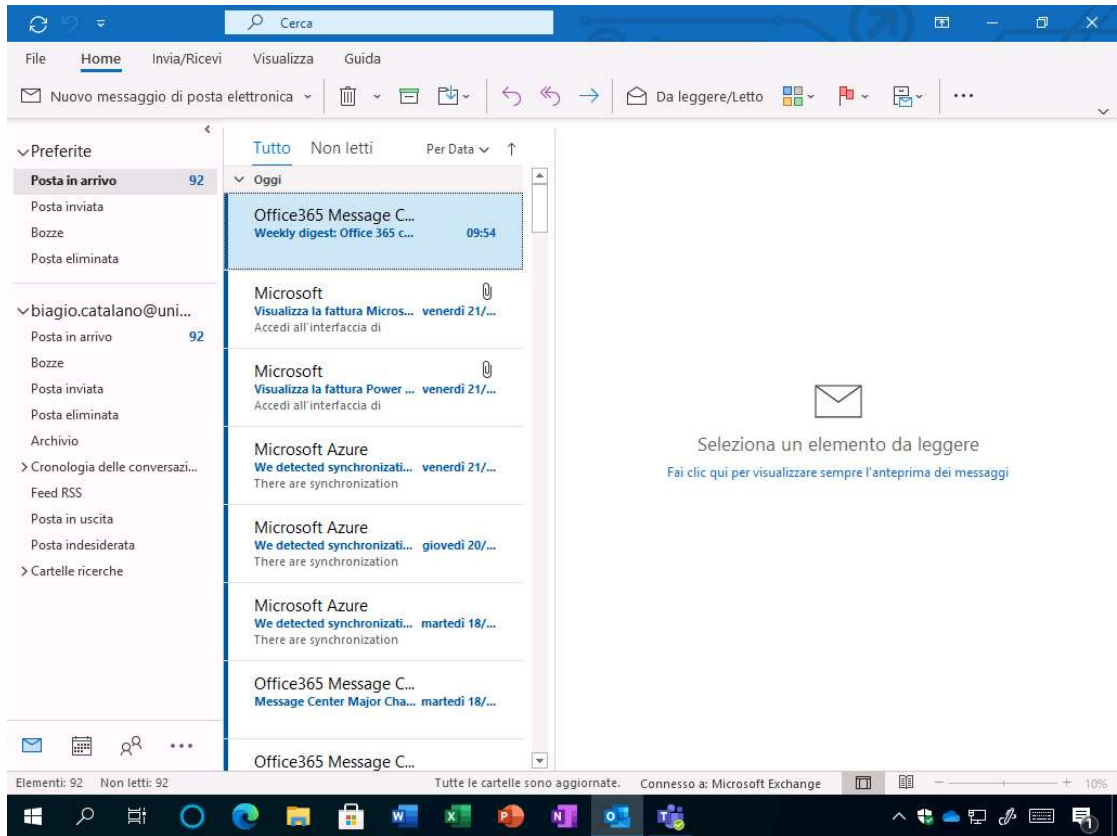 Cerca
File Home Invia/Ricevi Visualizza Guida
Nuovo messaggio di posta elettronica Da leggere/Letto
Preferite
Posta in arrivo 92
Posta inviata
Bozze
Posta eliminata
biagio.catalano@uni...
Posta in arrivo 92
Bozze
Posta inviata
Posta eliminata
Archivio
Cronologia delle conversazi...
Feed RSS
Posta in uscita
Posta indesiderata
Cartelle ricerche
Tutto Non letti Per Data
Oggi
Office365 Message C...
Weekly digest: Office 365 c... 09:54
Microsoft
Visualizza la fattura Micros... venerdì 21/...
Accedi all'interfaccia di
Microsoft
Visualizza la fattura Power ... venerdì 21/...
Accedi all'interfaccia di
Microsoft Azure
We detected synchronizati... venerdì 21/...
There are synchronization
Microsoft Azure
We detected synchronizati... giovedì 20/...
There are synchronization
Microsoft Azure
We detected synchronizati... martedì 18/...
There are synchronization
Office365 Message C...
Message Center Major Cha... martedì 18/...
Office365 Message C...
Seleziona un elemento da leggere
Fai clic qui per visualizzare sempre l'anteprima dei messaggi
Elementi: 92 Non letti: 92 Tutte le cartelle sono aggiornate. Connesso a: Microsoft Exchange 10%